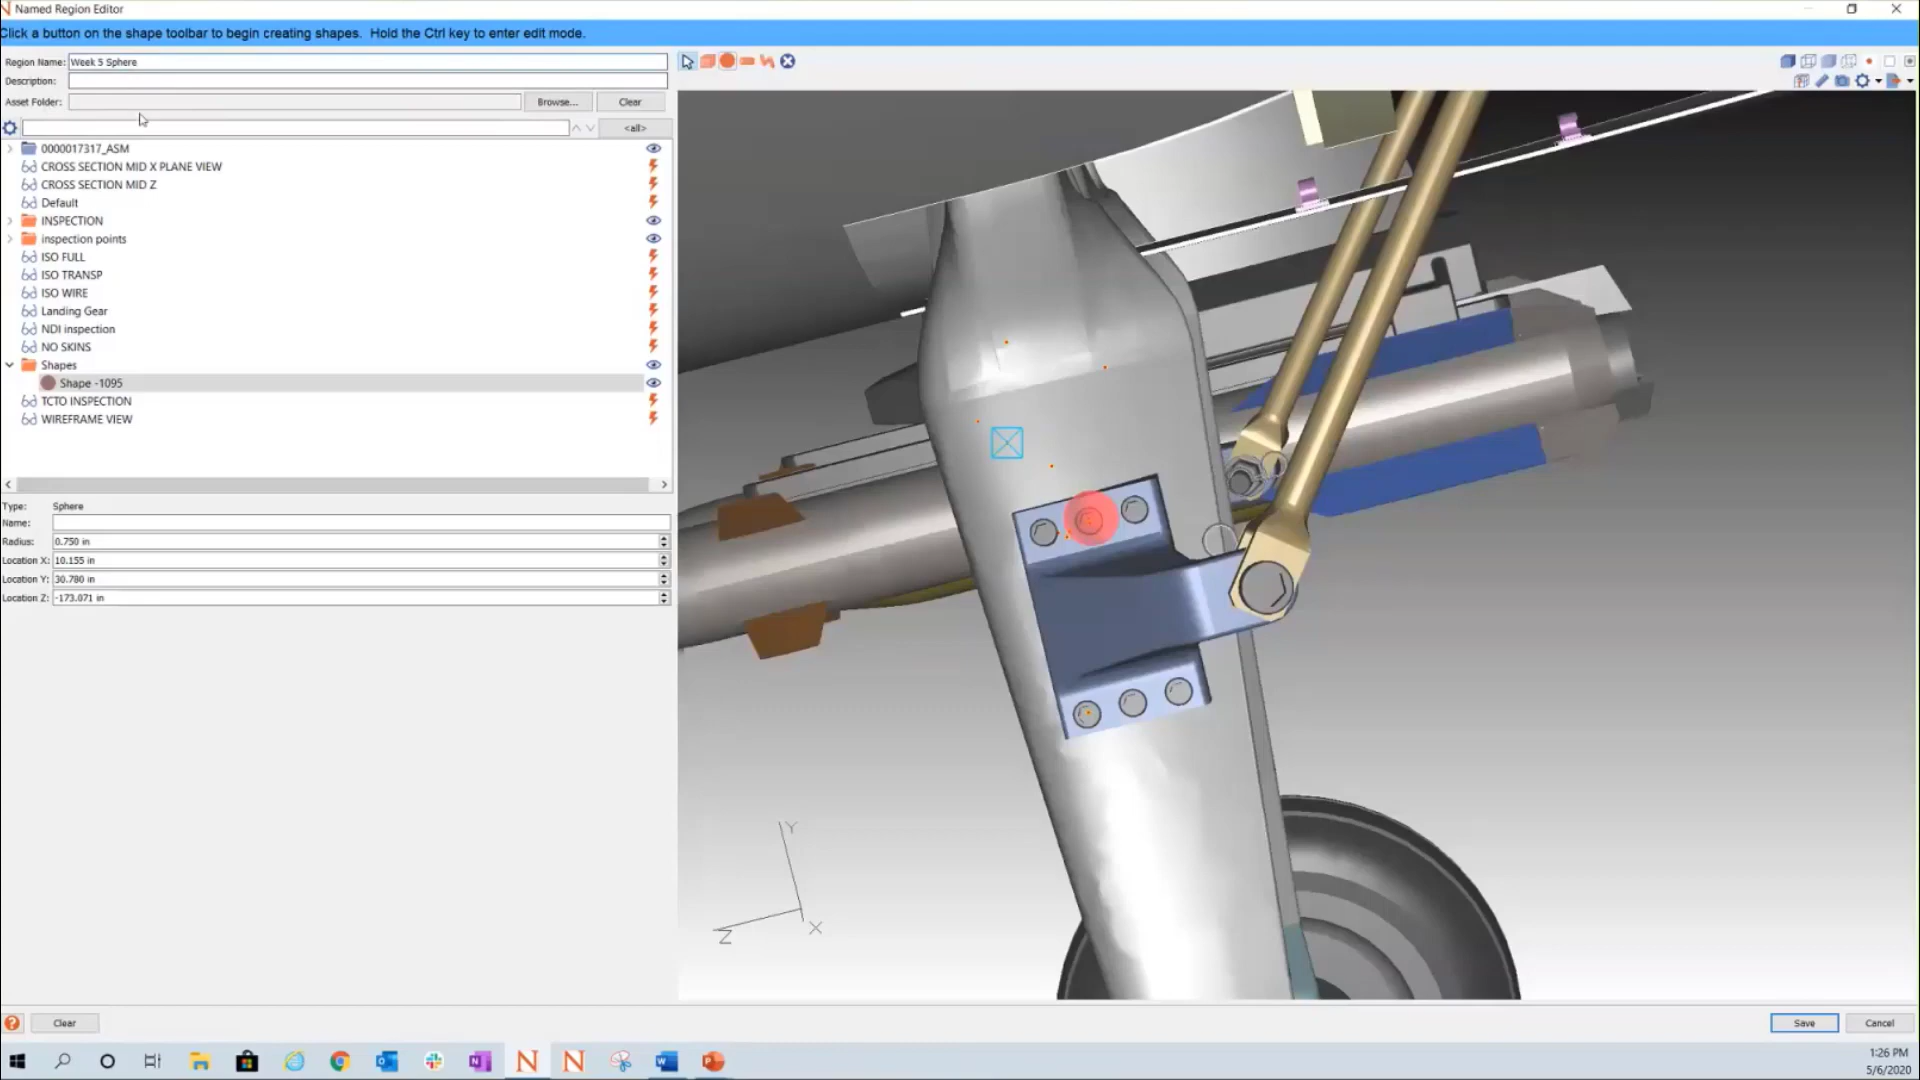 Named Region Editor
Click a button on the shape toolbar to begin creating shapes.  Hold the Ctrl key to enter edit mode.
Region Name: Week 5 Sphere
Description:
Asset Folder: Browse... Clear
<all>
0000017317_ASM
CROSS SECTION MID X PLANE VIEW
CROSS SECTION MID Z
Default
INSPECTION
inspection points
ISO FULL
ISO TRANSP
ISO WIRE
Landing Gear
NDI inspection
NO SKINS
Shapes
Shape -1095
TCTO INSPECTION
WIREFRAME VIEW
Type: Sphere
Name:
Radius: 0.750 in
Location X: 10.155 in
Location Y: 30.780 in
Location Z: -173.071 in
Y
Z
X
Clear
Save Cancel
1:26 PM
5/6/2020